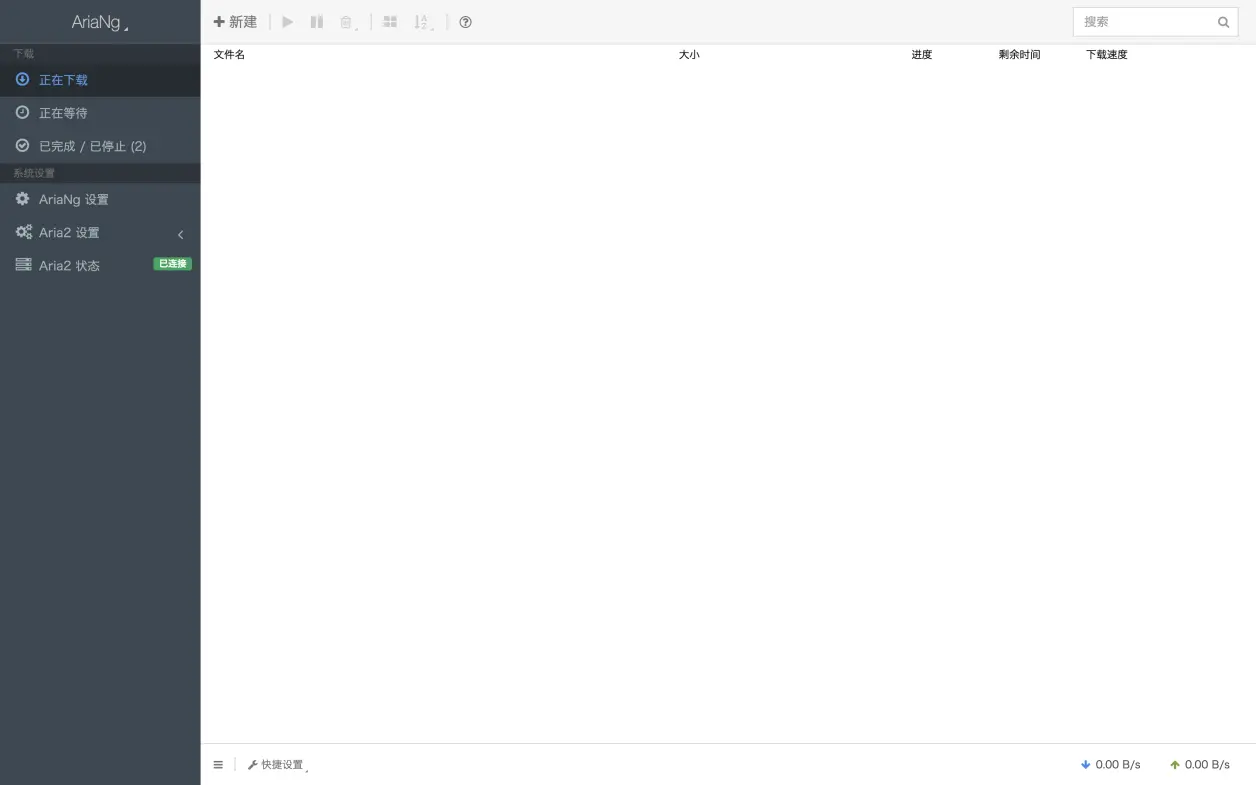 AriaNg
新建
搜索
下载
正在下载
正在等待
已完成 / 已停止 (2)
系统设置
AriaNg 设置
Aria2 设置
Aria2 状态 已连接
文件名 大小 进度 剩余时间 下载速度
快捷设置 0.00 B/s 0.00 B/s